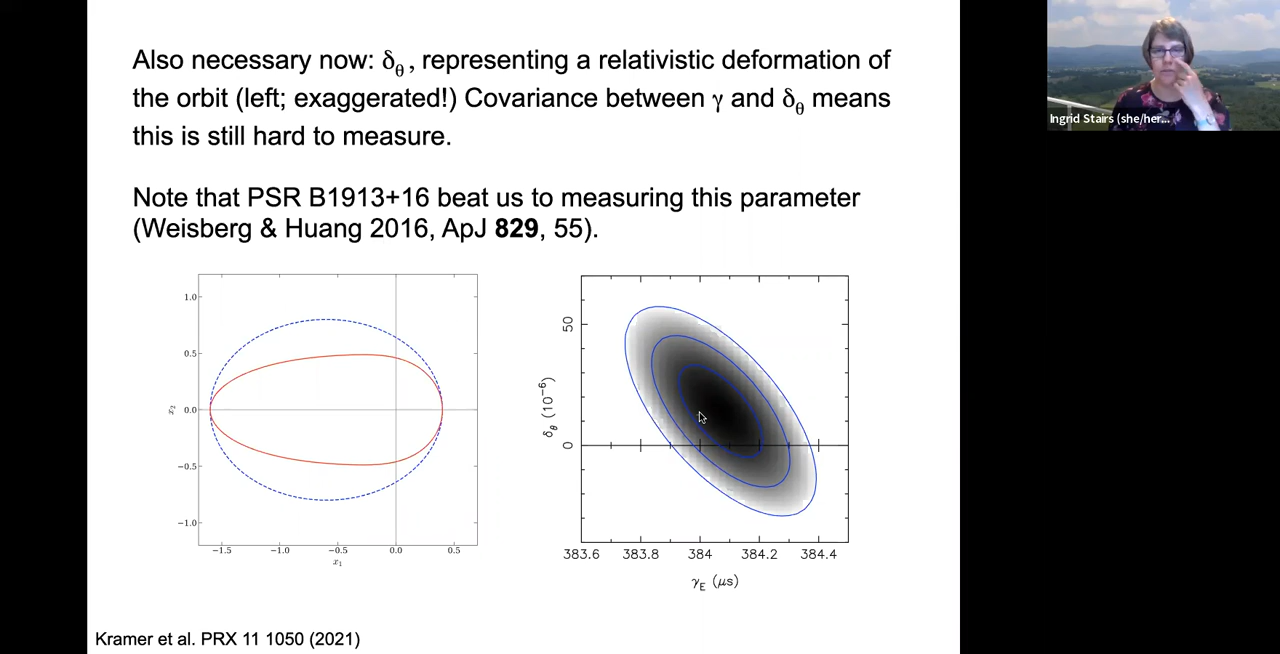 Also necessary now: δθ, representing a relativistic deformation of
the orbit (left; exaggerated!) Covariance between γ and δθ means
this is still hard to measure.
Note that PSR B1913+16 beat us to measuring this parameter
(Weisberg & Huang 2016, ApJ 829, 55).
Ingrid Stairs (she/her...
1.0
0.5
0.0
−0.5
−1.0
x₂
−1.5 −1.0 −0.5 0.0 0.5
x₁
50
0
δθ (10⁻⁶)
383.6 383.8 384 384.2 384.4
γE (μs)
Kramer et al. PRX 11 1050 (2021)